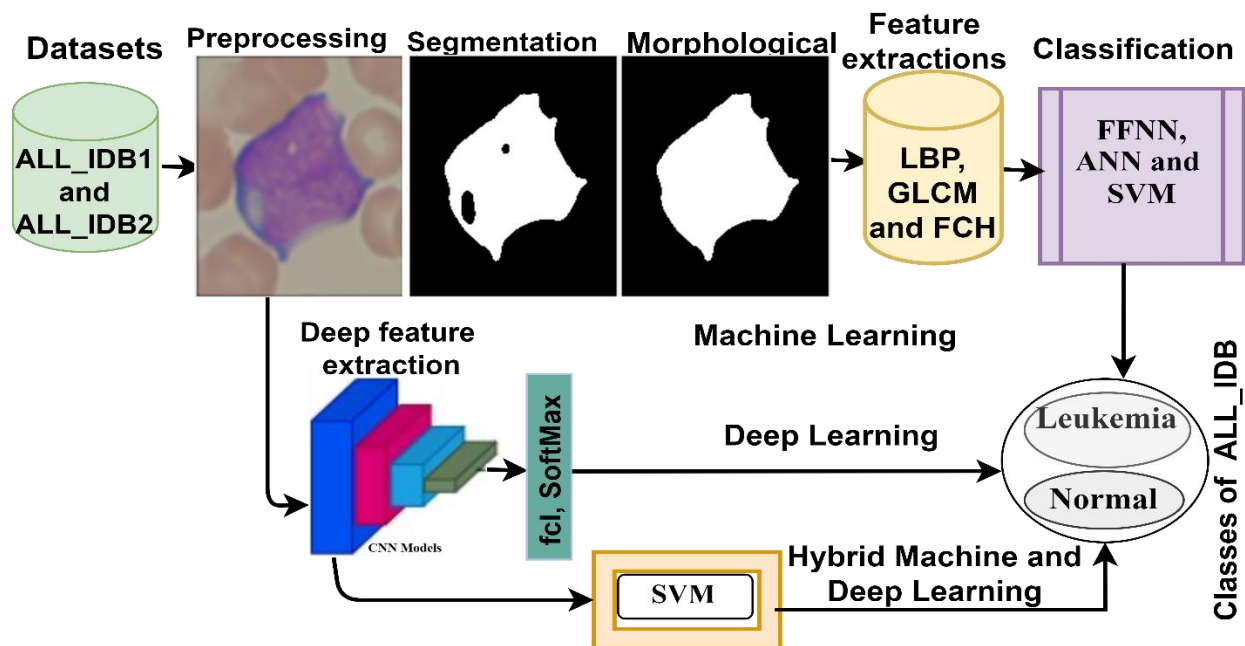 Datasets
Preprocessing
Segmentation
Morphological
Feature
extractions
Classification
ALL_IDB1
and
ALL_IDB2
LBP,
GLCM
and FCH
FFNN,
ANN and
SVM
Deep feature
extraction
Machine Learning
CNN Models
fcl, SoftMax
Deep Learning
Leukemia
Normal
Classes of ALL_IDB
SVM
Hybrid Machine and
Deep Learning